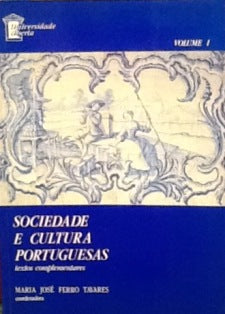 Universidade
Aberta
VOLUME I
SOCIEDADE
E CULTURA
PORTUGUESAS
textos complementares
MARIA JOSÉ FERRO TAVARES
coordenadora